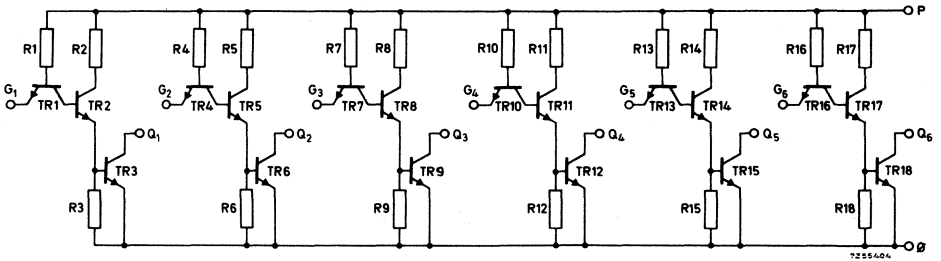 P
R1 R2 R4 R5 R7 R8 R10 R11 R13 R14 R16 R17
G1 G2 G3 G4 G5 G6
TR1 TR2 TR4 TR5 TR7 TR8 TR10 TR11 TR13 TR14 TR16 TR17
Q1 Q2 Q3 Q4 Q5 Q6
TR3 TR6 TR9 TR12 TR15 TR18
R3 R6 R9 R12 R15 R18
Ø
7Z55404